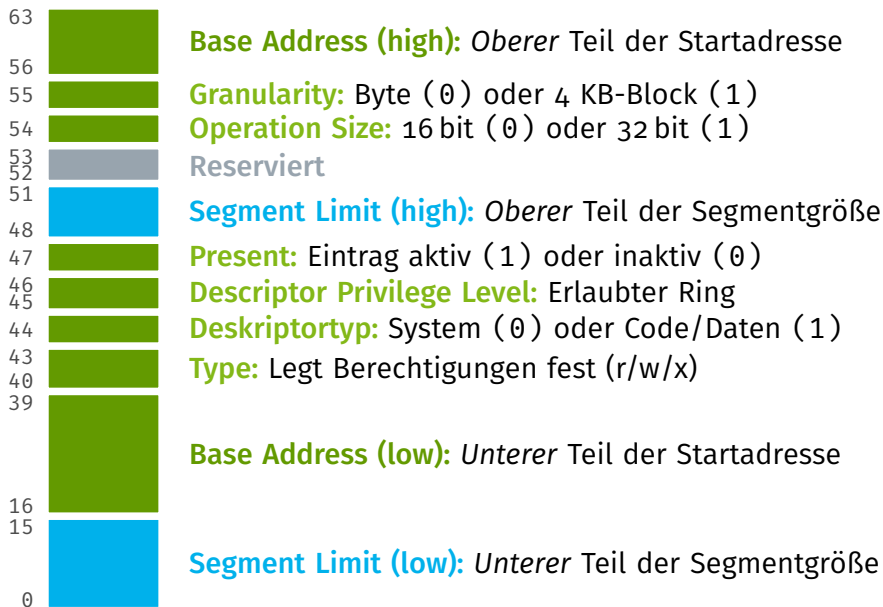 63
Base Address (high): Oberer Teil der Startadresse
56
55 Granularity: Byte (0) oder 4 KB-Block (1)
54 Operation Size: 16 bit (0) oder 32 bit (1)
53
Reserviert
52
51
Segment Limit (high): Oberer Teil der Segmentgröße
48
47 Present: Eintrag aktiv (1) oder inaktiv (0)
46
Descriptor Privilege Level: Erlaubter Ring
45
44 Deskriptortyp: System (0) oder Code/Daten (1)
43
Type: Legt Berechtigungen fest (r/w/x)
40
39
Base Address (low): Unterer Teil der Startadresse
16
15
Segment Limit (low): Unterer Teil der Segmentgröße
0